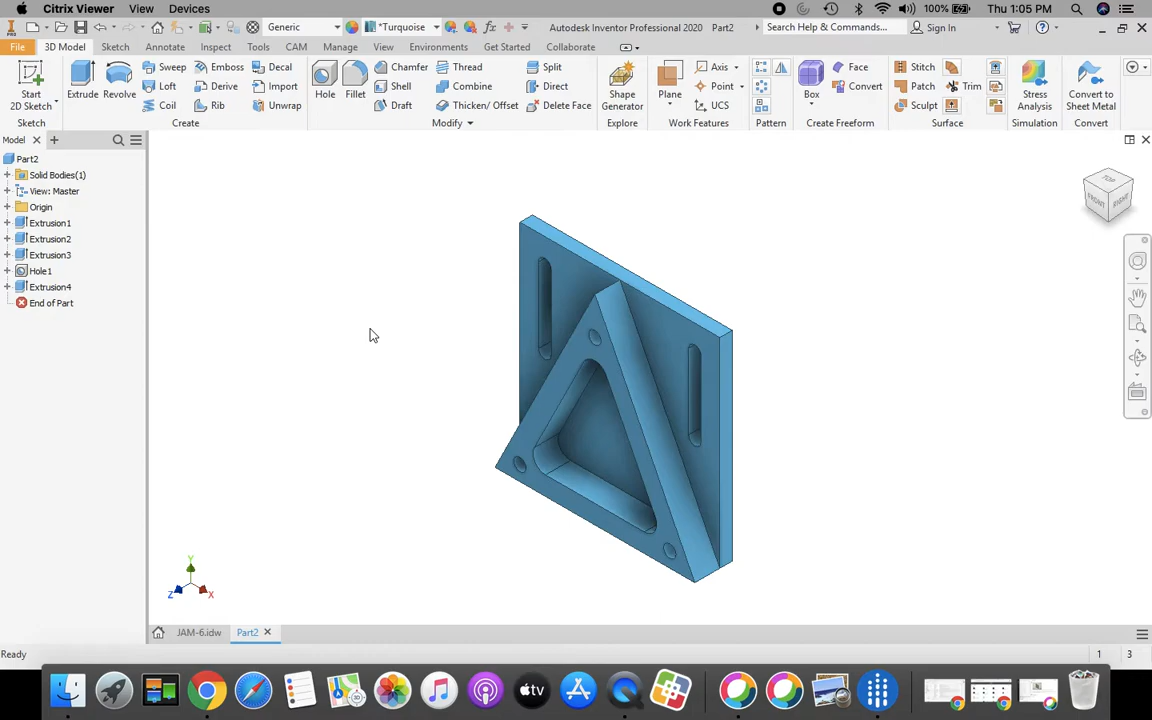 Citrix Viewer View Devices 100% Thu 1:05 PM
PRO Generic *Turquoise Autodesk Inventor Professional 2020 Part2 Search Help & Commands... Sign In
File 3D Model Sketch Annotate Inspect Tools CAM Manage View Environments Get Started Collaborate
Start 2D Sketch Extrude Revolve Sweep Emboss Decal Hole Fillet Chamfer Thread Split Shape Generator Plane Axis Box Face Stitch Stress Analysis Convert to Sheet Metal
Loft Derive Import Shell Combine Direct Point Convert Patch Trim
Coil Rib Unwrap Draft Thicken/ Offset Delete Face UCS Sculpt
Sketch Create Modify Explore Work Features Pattern Create Freeform Surface Simulation Convert
Model
Part2
Solid Bodies(1)
View: Master
Origin
Extrusion1
Extrusion2
Extrusion3
Hole1
Extrusion4
End of Part
TOP
FRONT RIGHT
Y
Z X
JAM-6.idw Part2
Ready 1 3
tv